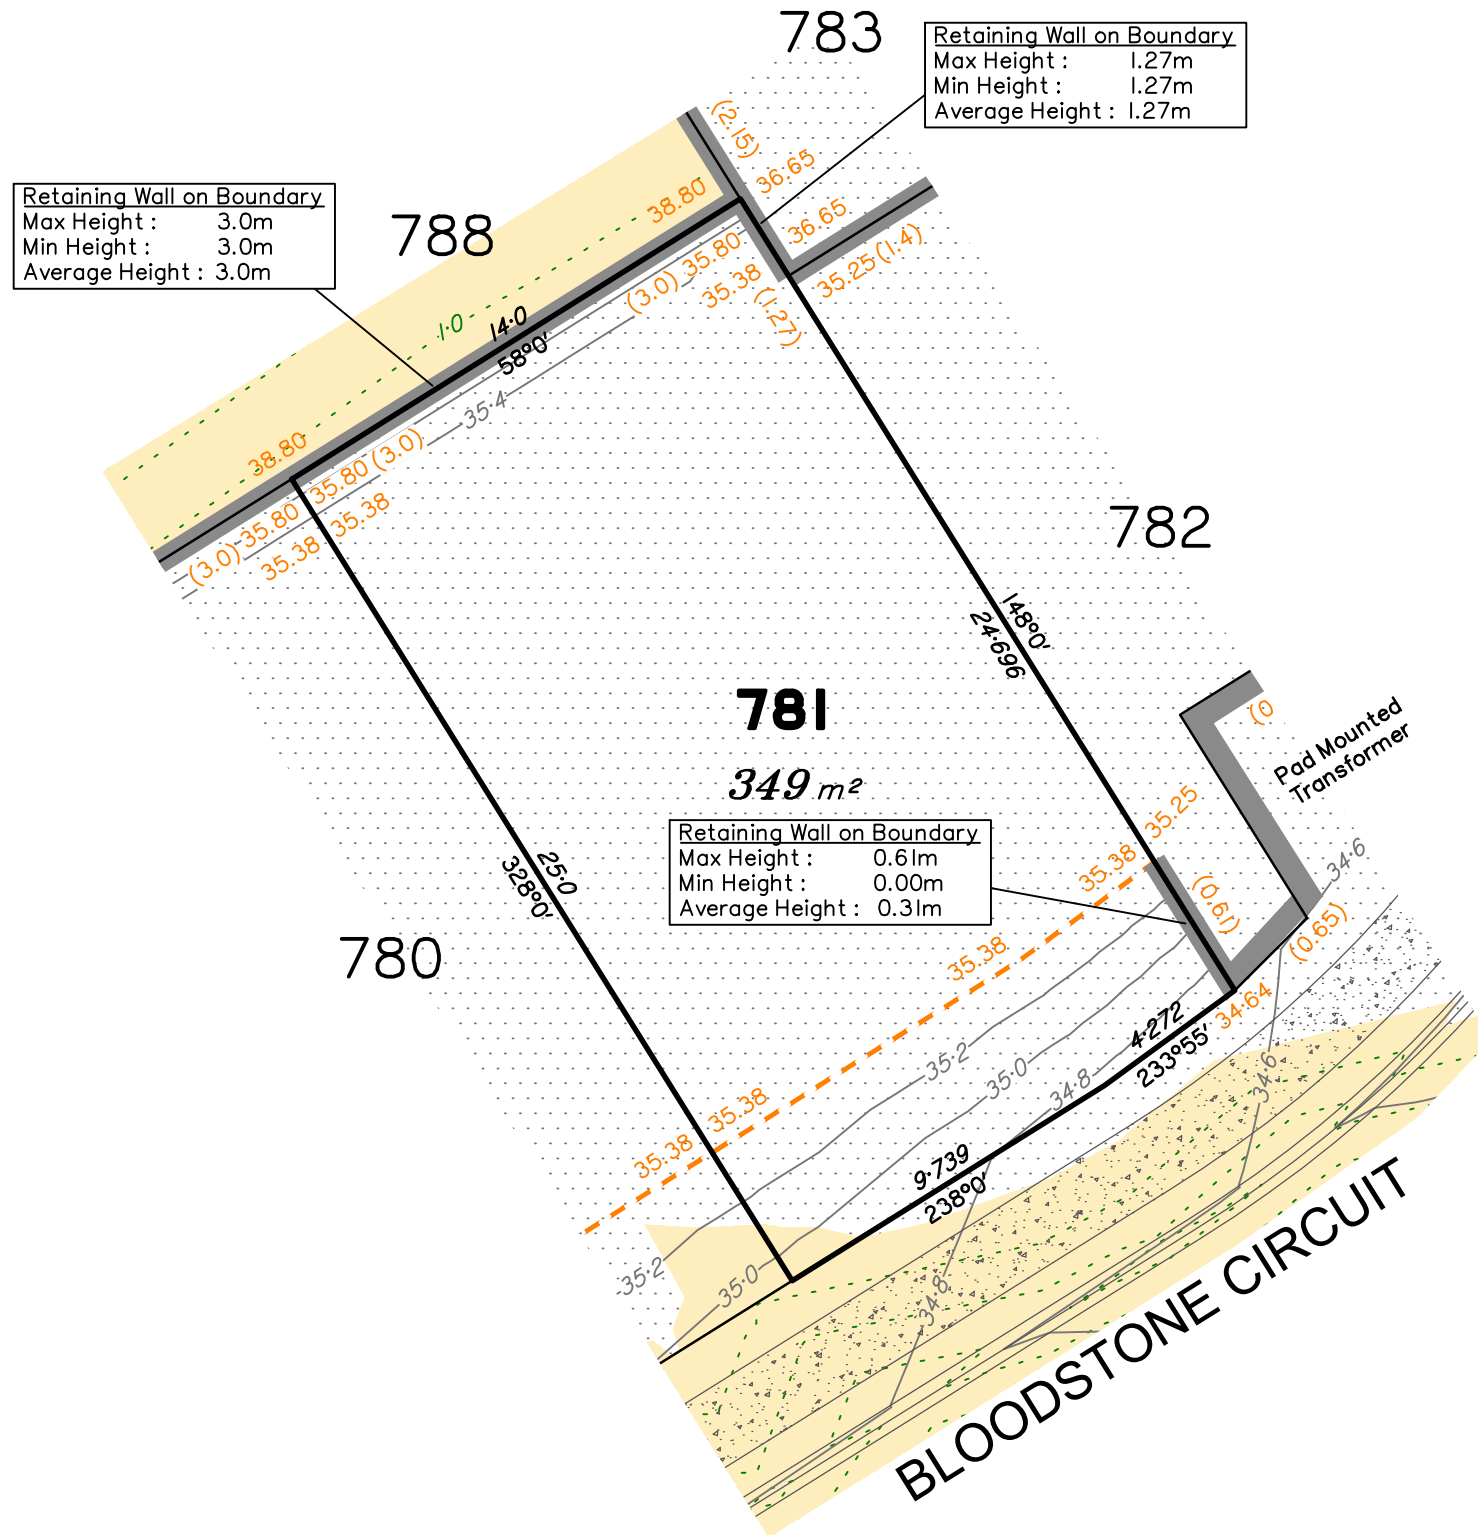 783
Retaining Wall on Boundary
Max Height : 1.27m
Min Height : 1.27m
Average Height : 1.27m
(2.15)
36.65
Retaining Wall on Boundary
Max Height : 3.0m
Min Height : 3.0m
Average Height : 3.0m
788
38.80
36.65
35.25 (1.4)
(3.0) 35.80
35.38
(1.27)
1·0
14·0
58°0'
35·4
38.80
35.80 (3.0)
35.38
(3.0) 35.80
35.38
782
148°0'
24·696
781
349 m²
(0
Pad Mounted
Transformer
35.25
35.38
34·6
Retaining Wall on Boundary
Max Height : 0.61m
Min Height : 0.00m
Average Height : 0.31m
(0.61)
(0.65)
25·0
328°0'
780
35.38
34·64
4·272
233°55'
35·2
35·0
34·8
34·6
35.38
35.38
9·739
238°0'
35·2
35·0
34·8
BLOODSTONE CIRCUIT